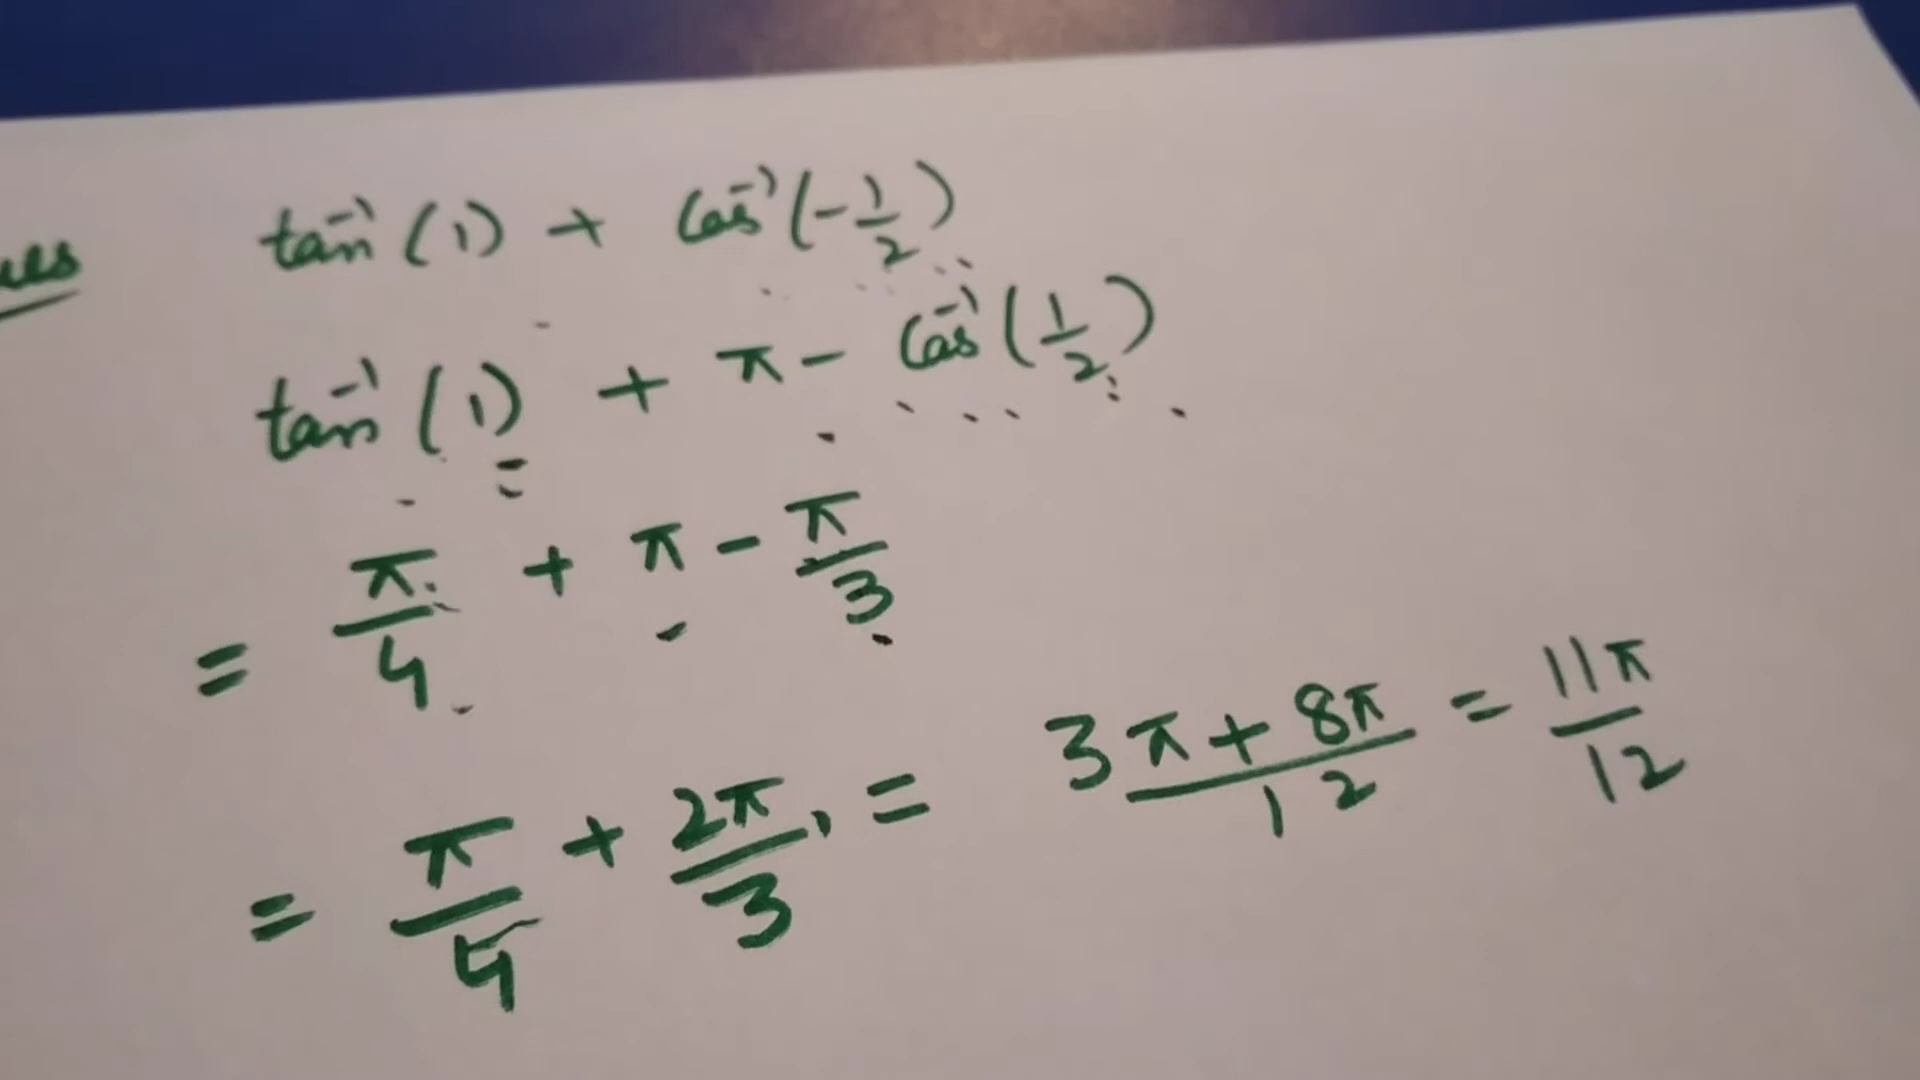 tan⁻¹(1) + cos⁻¹(-1/2)
tan⁻¹(1) + π - cos⁻¹(1/2)
= π/4 + π - π/3
= π/4 + 2π/3 = (3π + 8π)/12 = 11π/12